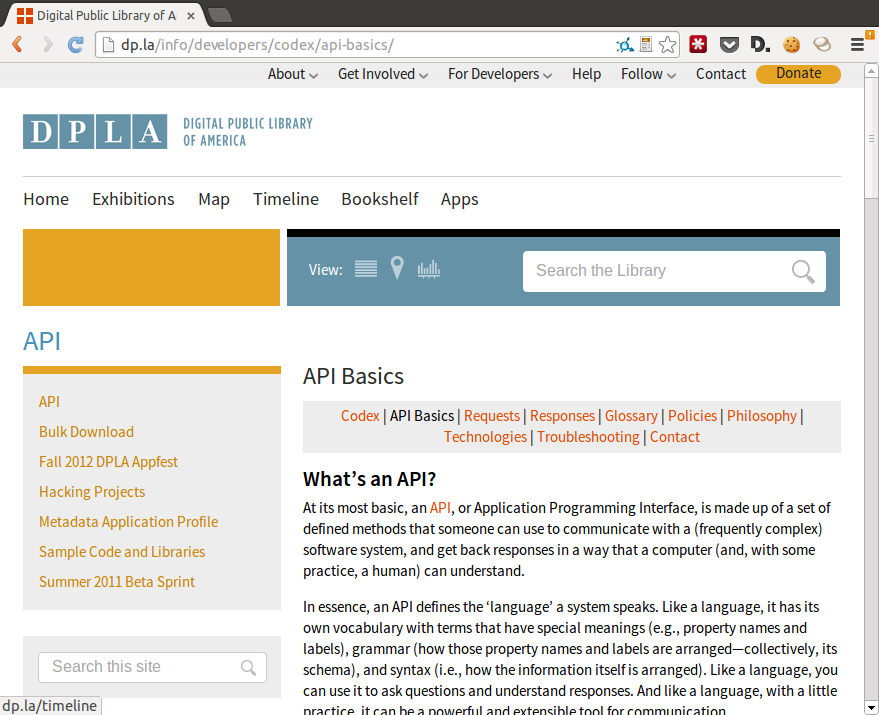 Digital Public Library of A
dp.la/info/developers/codex/api-basics/
D.
About Get Involved For Developers Help Follow Contact Donate
DPLA DIGITAL PUBLIC LIBRARY
OF AMERICA
Home Exhibitions Map Timeline Bookshelf Apps
View: Search the Library
API
API
Bulk Download
Fall 2012 DPLA Appfest
Hacking Projects
Metadata Application Profile
Sample Code and Libraries
Summer 2011 Beta Sprint
Search this site
API Basics
Codex | API Basics | Requests | Responses | Glossary | Policies | Philosophy |
Technologies | Troubleshooting | Contact
What’s an API?
At its most basic, an API, or Application Programming Interface, is made up of a set of
defined methods that someone can use to communicate with a (frequently complex)
software system, and get back responses in a way that a computer (and, with some
practice, a human) can understand.
In essence, an API defines the ‘language’ a system speaks. Like a language, it has its
own vocabulary with terms that have special meanings (e.g., property names and
labels), grammar (how those property names and labels are arranged—collectively, its
schema), and syntax (i.e., how the information itself is arranged). Like a language, you
can use it to ask questions and understand responses. And like a language, with a little
practice, it can be a powerful and extensible tool for communication.
dp.la/timeline